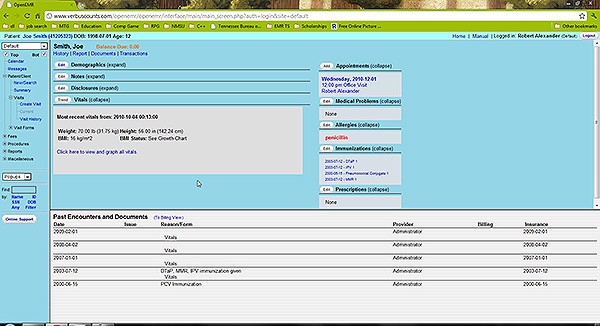 OpenEMR
www.verbuscounts.com/openemr/openemr/interface/main/main_screen.php?auth=login&site=default
dl job search MTG Education Comp Game RPG NMSU C++ Tennessee Bureau o... EMR TS Scholarships Free Online Picture ... Other bookmarks
Patient: Joe Smith (41205323) DOB: 1998-07-01 Age: 12
Home | Manual | Logged in: Robert Alexander (Default) Logout
Default
Top Bot
Calendar
Messages
Patient/Client
New/Search
Summary
Visits
Create Visit
Current
Visit History
Visit Forms
Fees
Procedures
Reports
Miscellaneous
Popups
Find:
by: Name ID
SSN DOB
Any Filter
Online Support
Smith, Joe Balance Due: 0.00
History | Report | Documents | Transactions
Edit Demographics (expand)
Edit Notes (expand)
Edit Disclosures (expand)
Trend Vitals (collapse)
Most recent vitals from: 2010-10-04 00:13:00
Weight: 70.00 lb (31.75 kg) Height: 56.00 in (142.24 cm)
BMI: 16 kg/m^2 BMI Status: See Growth Chart
Click here to view and graph all vitals.
Add Appointments (collapse)
Wednesday, 2010-12-01
12:00 pm Office Visit
Robert Alexander
Edit Medical Problems (collapse)
None
Edit Allergies (collapse)
penicillin
Edit Immunizations (collapse)
2003-07-12 - DTaP 1
2003-07-12 - IPV 1
2000-06-15 - Pneumococcal Conjugate 1
2003-07-12 - MMR 1
Edit Prescriptions (collapse)
None
Past Encounters and Documents (To Billing View)
Date Issue Reason/Form Provider Billing Insurance
2009-02-01 Administrator 2009-02-01
Vitals
2008-04-02 Administrator 2008-04-02
Vitals
2007-01-01 Administrator 2007-01-01
Vitals
2003-07-12 DTaP, MMR, IPV immunization given Administrator 2003-07-12
Vitals
2000-06-15 PCV Immunization Administrator 2000-06-15